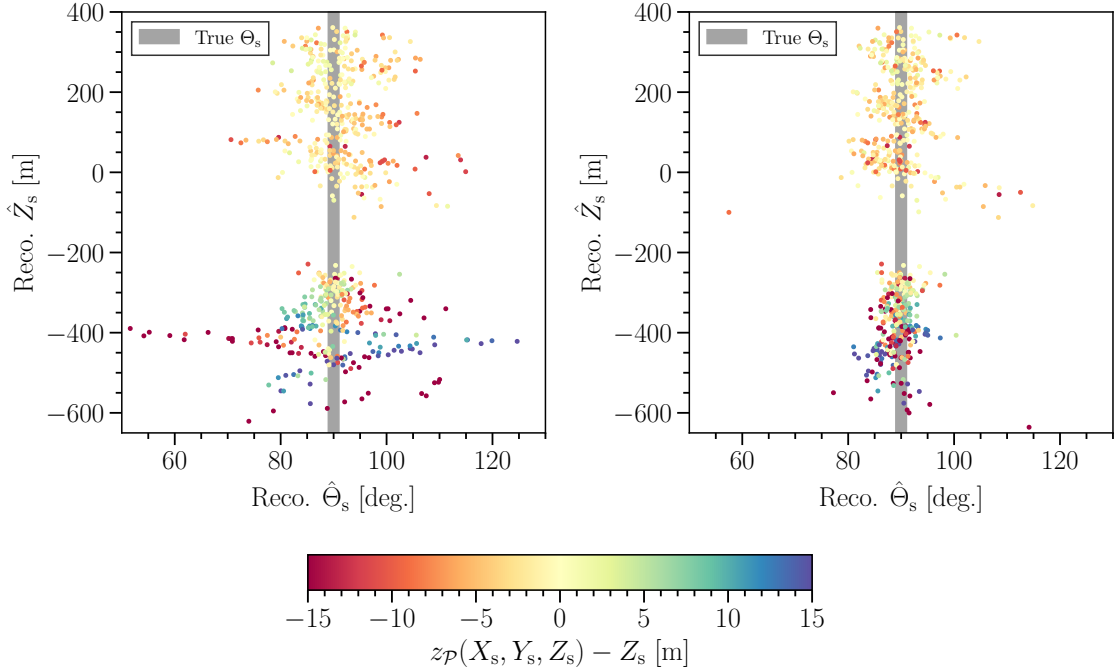 400
200
0
−200
−400
−600
Reco. Ẑₛ [m]
True Θₛ
60 80 100 120
Reco. Θ̂ₛ [deg.]
400
200
0
−200
−400
−600
Reco. Ẑₛ [m]
True Θₛ
60 80 100 120
Reco. Θ̂ₛ [deg.]
−15 −10 −5 0 5 10 15
z_𝒫(Xₛ, Yₛ, Zₛ) − Zₛ [m]